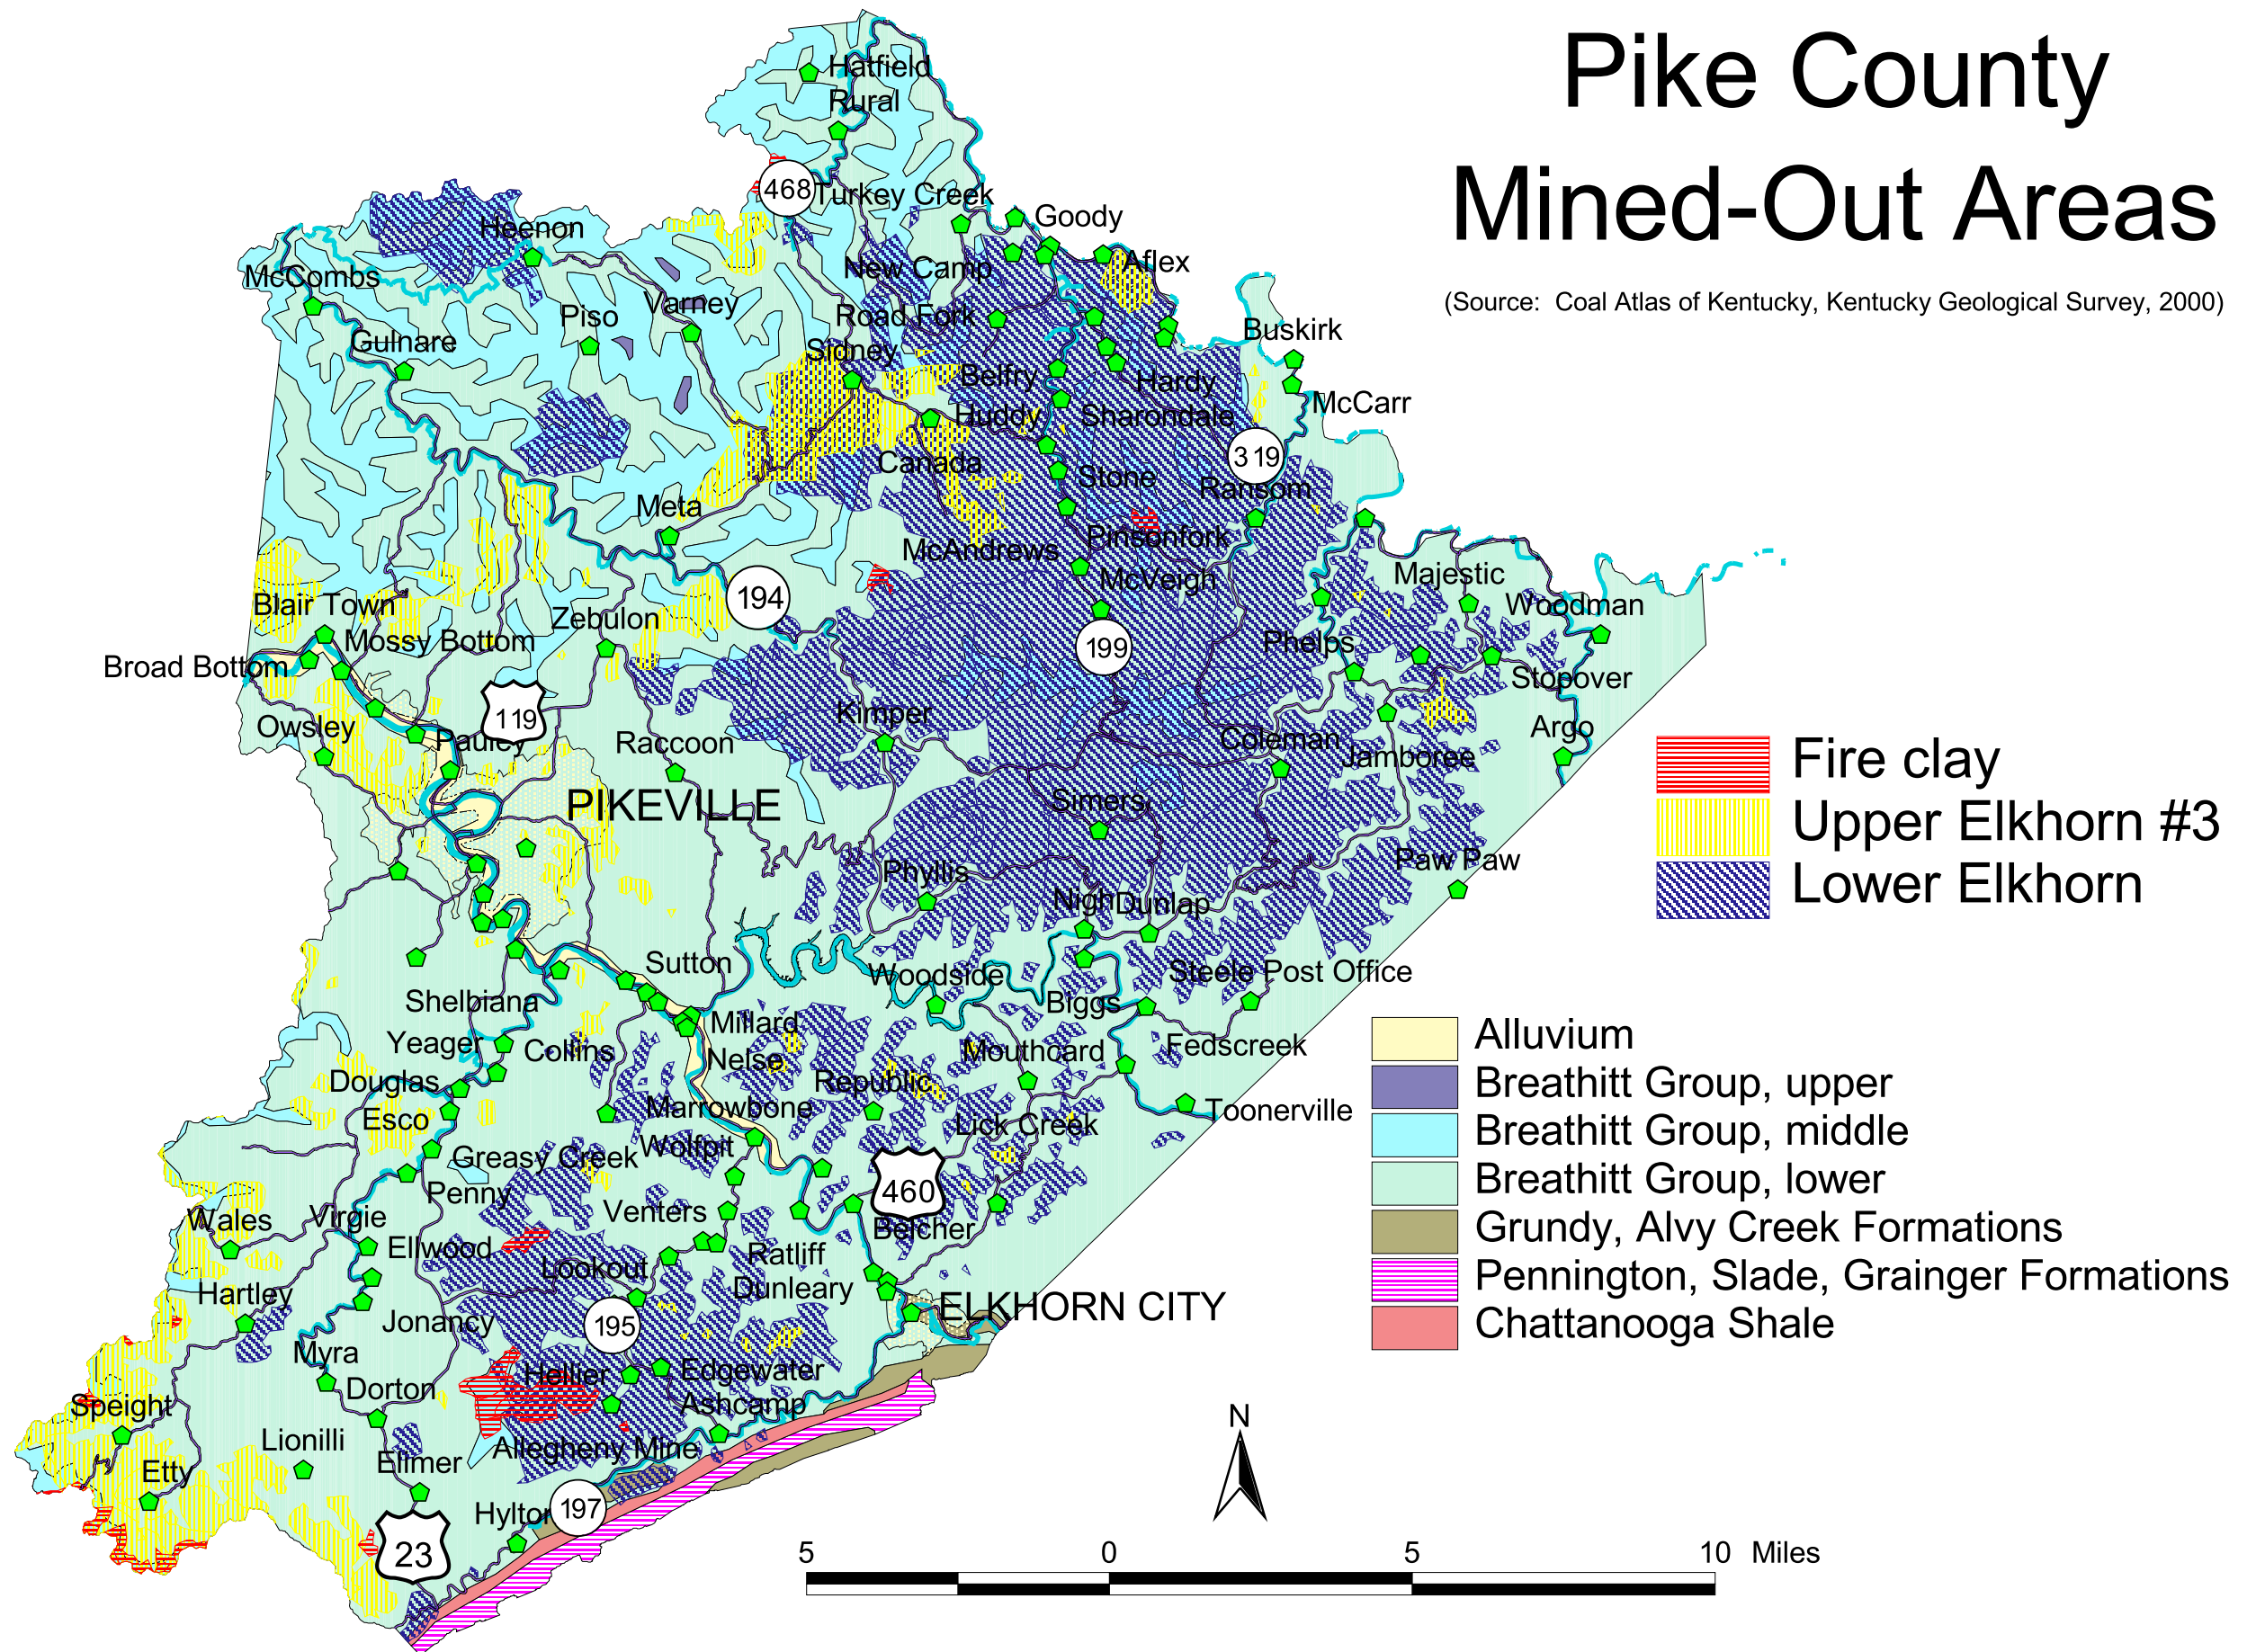 Pike County
Mined-Out Areas
(Source: Coal Atlas of Kentucky, Kentucky Geological Survey, 2000)
Hatfield
Rural
468
Turkey Creek
Goody
Heenon
Aflex
New Camp
McCombs
Varney
Piso
Road Fork
Buskirk
Gulnare
Sidney
Belfry
Hardy
McCarr
Huddy
Sharondale
319
Canada
Stone
Ransom
Meta
Pinsonfork
McAndrews
McVeigh
Majestic
194
Blair Town
Woodman
Zebulon
Mossy Bottom
199
Phelps
Broad Bottom
Stopover
119
Kimper
Owsley
Argo
Pauley
Raccoon
Coleman
Jamboree
Fire clay
PIKEVILLE
Simers
Upper Elkhorn #3
Paw Paw
Phyllis
Lower Elkhorn
Nigh
Dunlap
Sutton
Woodside
Steele Post Office
Shelbiana
Biggs
Millard
Alluvium
Yeager
Collins
Mouthcard
Fedscreek
Nelse
Douglas
Republic
Breathitt Group, upper
Marrowbone
Toonerville
Esco
Lick Creek
Breathitt Group, middle
Greasy Creek
Wolfpit
Penny
460
Breathitt Group, lower
Wales
Virgie
Venters
Belcher
Grundy, Alvy Creek Formations
Ellwood
Lookout
Ratliff
Pennington, Slade, Grainger Formations
Hartley
Dunleary
ELKHORN CITY
Jonancy
195
Chattanooga Shale
Myra
Hellier
Edgewater
Dorton
Speight
Ashcamp
N
Lionilli
Allegheny Mine
Elimer
Etty
Hyltor
197
23
5 0 5 10 Miles